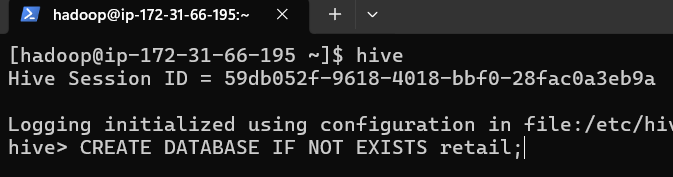 hadoop@ip-172-31-66-195:~
[hadoop@ip-172-31-66-195 ~]$ hive
Hive Session ID = 59db052f-9618-4018-bbf0-28fac0a3eb9a
Logging initialized using configuration in file:/etc/hiv
hive> CREATE DATABASE IF NOT EXISTS retail;